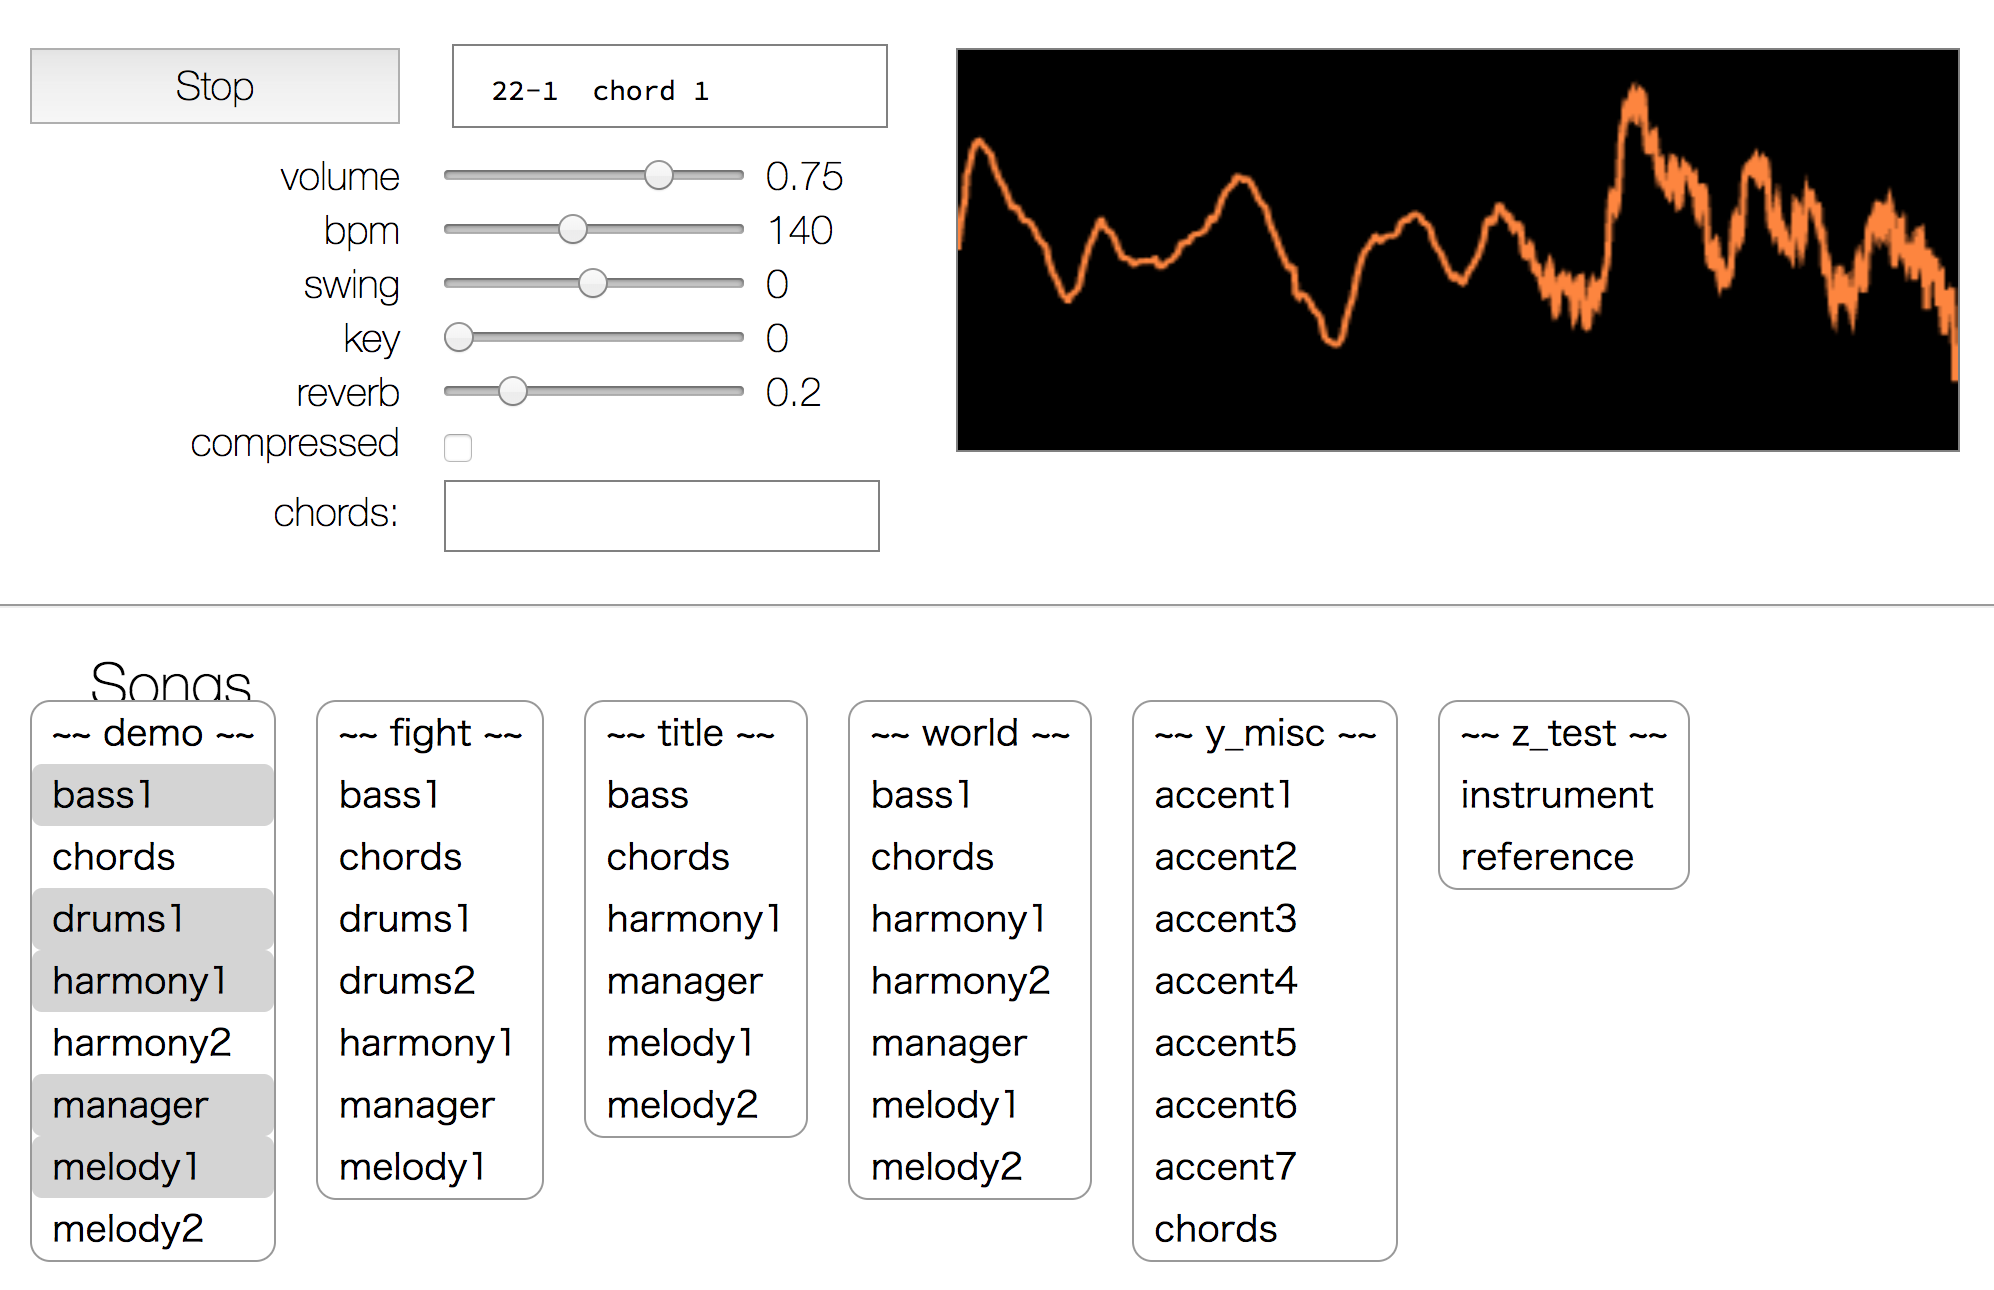 Stop
22-1  chord 1
volume 0.75
bpm 140
swing 0
key 0
reverb 0.2
compressed
chords:
Songs
~~ demo ~~
bass1
chords
drums1
harmony1
harmony2
manager
melody1
melody2
~~ fight ~~
bass1
chords
drums1
drums2
harmony1
manager
melody1
~~ title ~~
bass
chords
harmony1
manager
melody1
melody2
~~ world ~~
bass1
chords
harmony1
harmony2
manager
melody1
melody2
~~ y_misc ~~
accent1
accent2
accent3
accent4
accent5
accent6
accent7
chords
~~ z_test ~~
instrument
reference